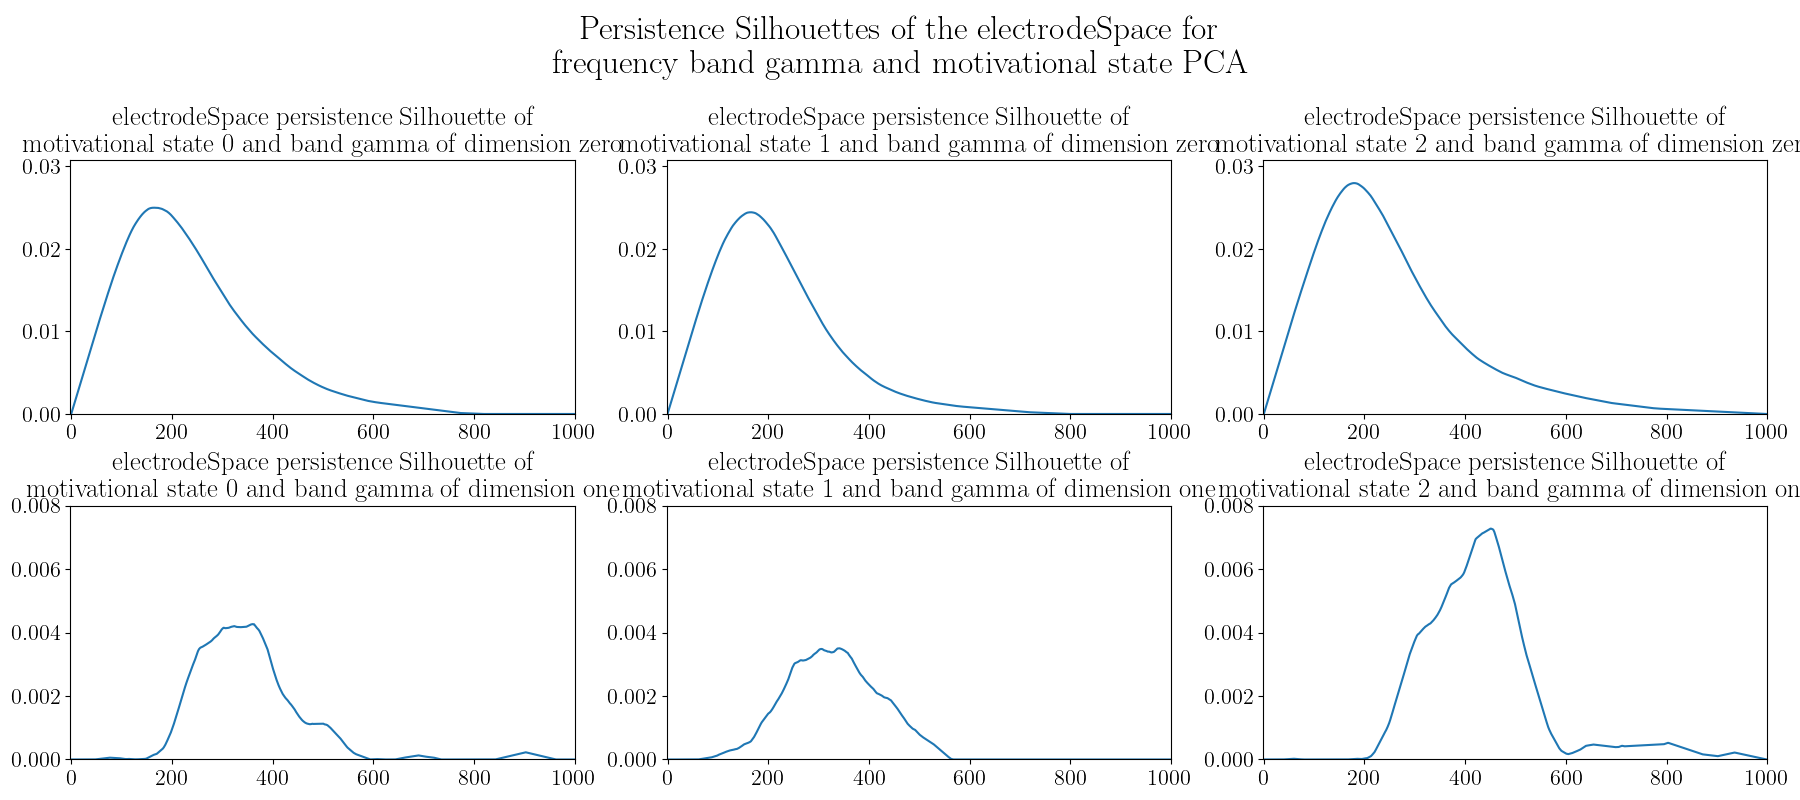 Persistence Silhouettes of the electrodeSpace for
frequency band gamma and motivational state PCA
electrodeSpace persistence Silhouette of
motivational state 0 and band gamma of dimension zero
electrodeSpace persistence Silhouette of
motivational state 1 and band gamma of dimension zero
electrodeSpace persistence Silhouette of
motivational state 2 and band gamma of dimension zer
0.03
0.02
0.01
0.00
0 200 400 600 800 1000
0.03
0.02
0.01
0.00
0 200 400 600 800 1000
0.03
0.02
0.01
0.00
0 200 400 600 800 1000
electrodeSpace persistence Silhouette of
motivational state 0 and band gamma of dimension one
electrodeSpace persistence Silhouette of
motivational state 1 and band gamma of dimension one
electrodeSpace persistence Silhouette of
motivational state 2 and band gamma of dimension on
0.008
0.006
0.004
0.002
0.000
0 200 400 600 800 1000
0.008
0.006
0.004
0.002
0.000
0 200 400 600 800 1000
0.008
0.006
0.004
0.002
0.000
0 200 400 600 800 1000